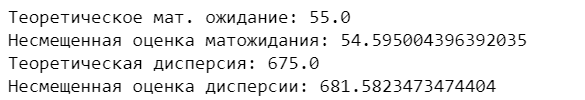 Теоретическое мат. ожидание: 55.0
Несмещенная оценка матожидания: 54.595004396392035
Теоретическая дисперсия: 675.0
Несмещенная оценка дисперсии: 681.5823473474404